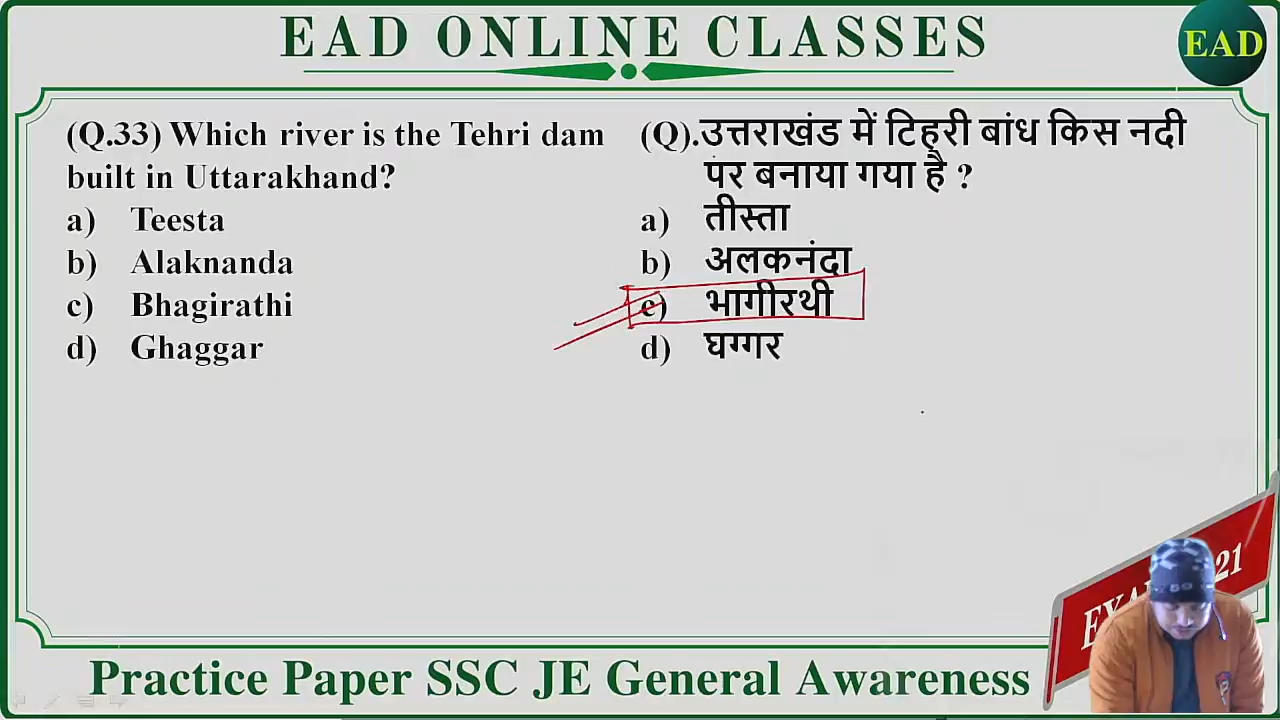 EAD ONLINE CLASSES
EAD
(Q.33) Which river is the Tehri dam
built in Uttarakhand?
a) Teesta
b) Alaknanda
c) Bhagirathi
d) Ghaggar
(Q).उत्तराखंड में टिहरी बांध किस नदी
पर बनाया गया है ?
a) तीस्ता
b) अलकनंदा
c) भागीरथी
d) घग्गर
21
Practice Paper SSC JE General Awareness